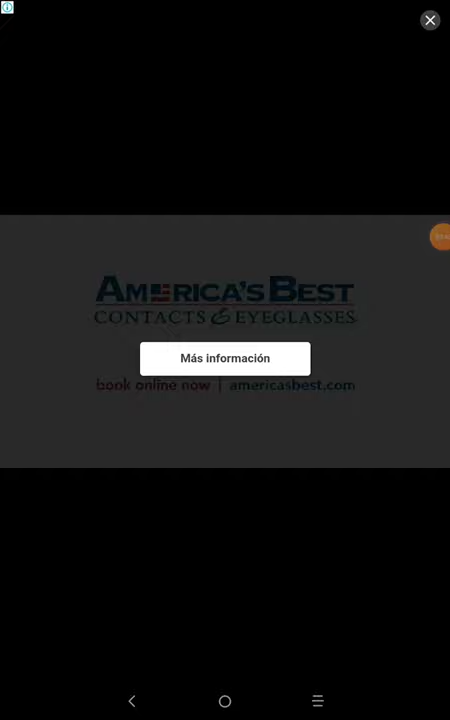 AMERICA'S BEST
CONTACTS & EYEGLASSES
Más información
book online now | americasbest.com